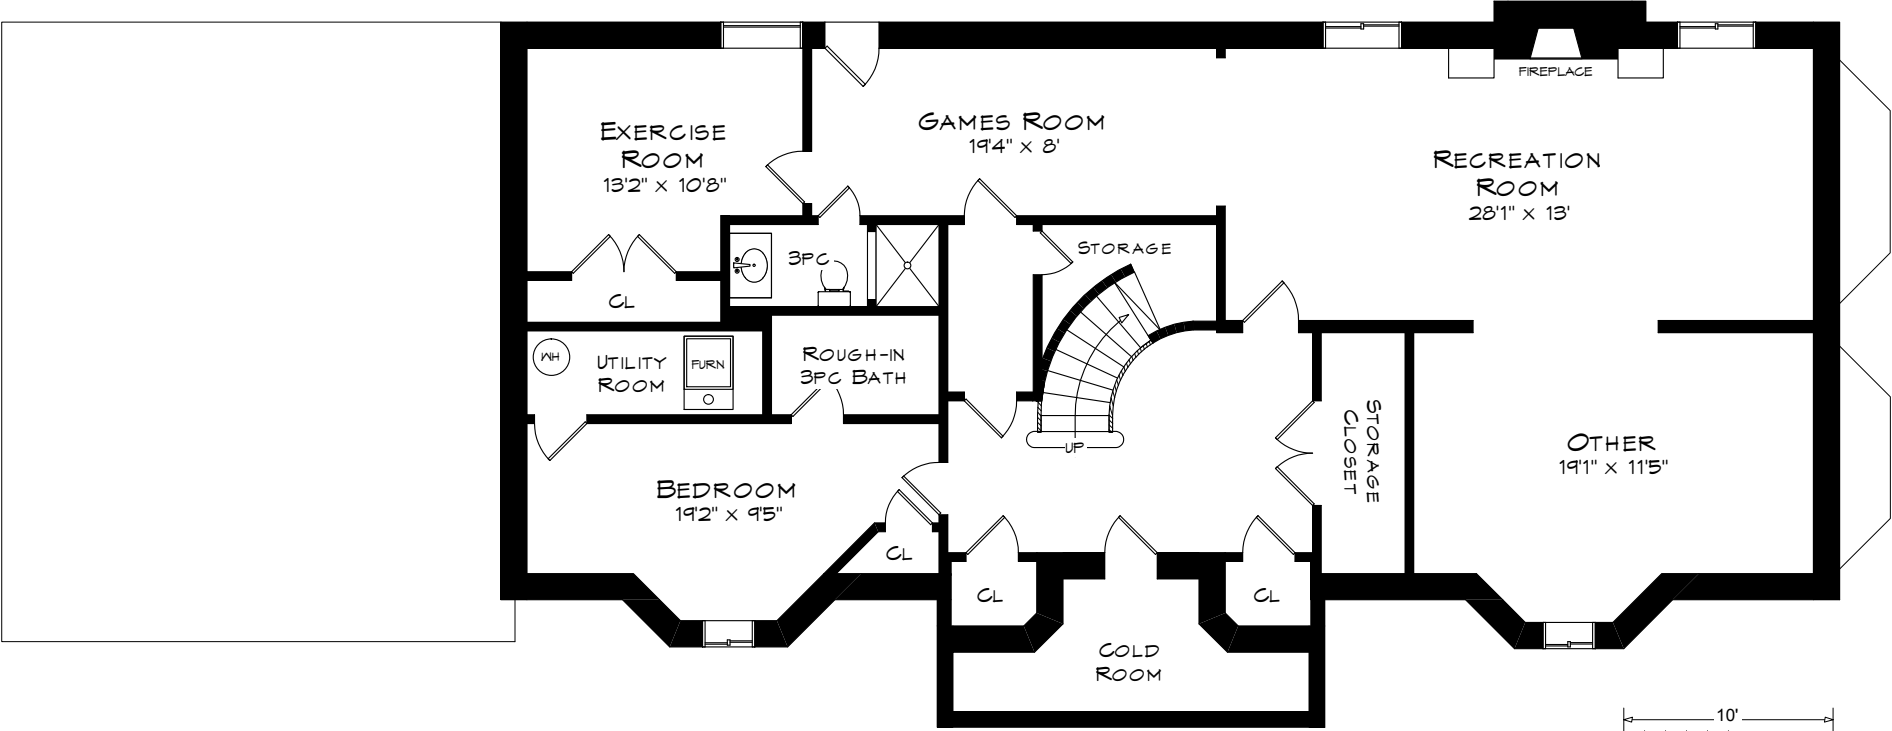 FIREPLACE
EXERCISE
ROOM
13'2" x 10'8"
GAMES ROOM
19'4" x 8'
RECREATION
ROOM
28'1" x 13'
3PC
STORAGE
CL
WH
UTILITY
ROOM
FURN
ROUGH-IN
3PC BATH
UP
STORAGE
CLOSET
OTHER
19'1" x 11'5"
BEDROOM
19'2" x 9'5"
CL
CL
CL
COLD
ROOM
10'